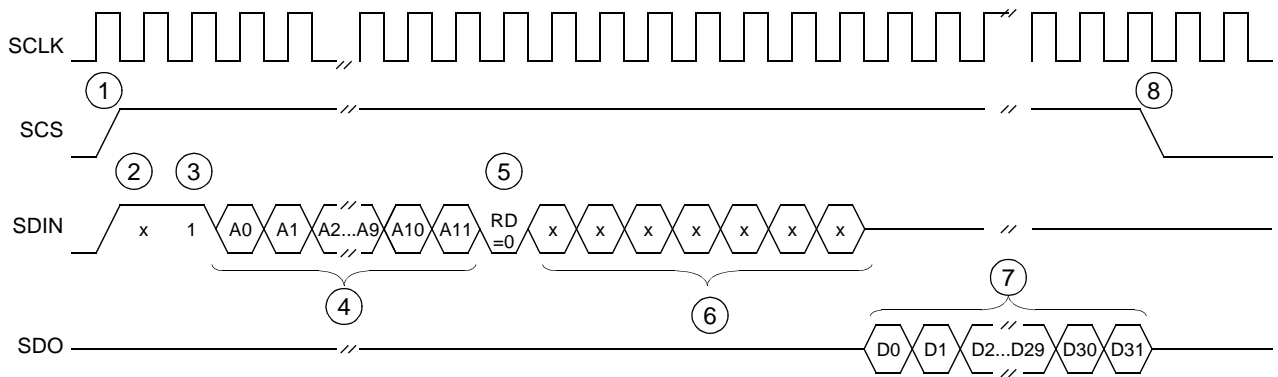 SCLK
1
8
SCS
2
3
5
SDIN
x
1
A0
A1
A2...A9
A10
A11
RD
=0
x
x
x
x
x
x
x
4
6
7
SDO
D0
D1
D2...D29
D30
D31